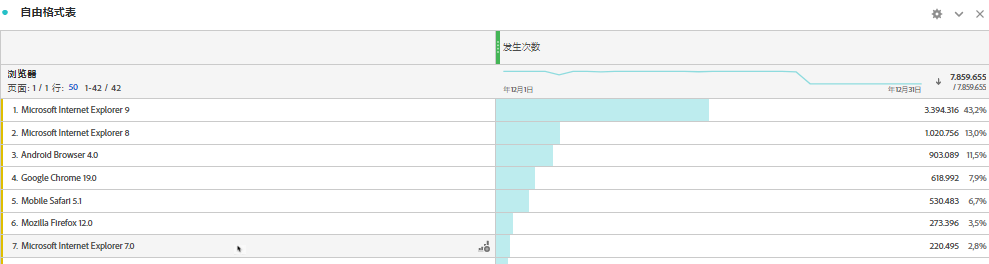 自由格式表
发生次数
浏览器
页面: 1 / 1 行: 50 1-42 / 42
年12月1日
年12月31日
↓ 7.859.655
/ 7.859.655
1. Microsoft Internet Explorer 9 3.394.316 43,2%
2. Microsoft Internet Explorer 8 1.020.756 13,0%
3. Android Browser 4.0 903.089 11,5%
4. Google Chrome 19.0 618.992 7,9%
5. Mobile Safari 5.1 530.483 6,7%
6. Mozilla Firefox 12.0 273.396 3,5%
7. Microsoft Internet Explorer 7.0 220.495 2,8%